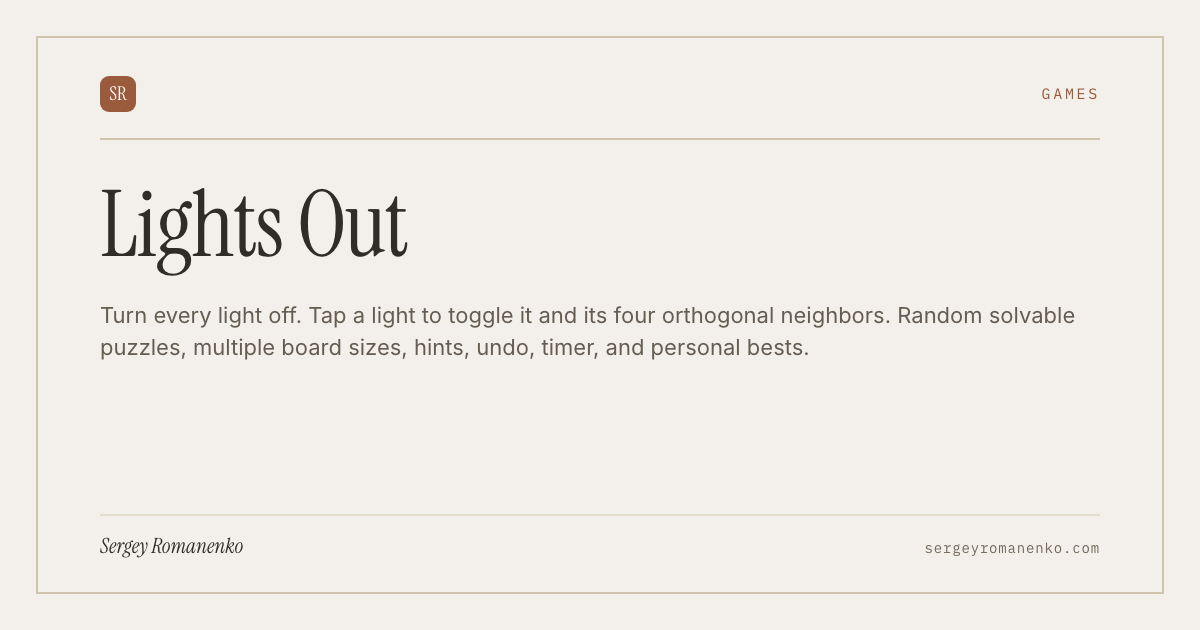 SR
GAMES
Lights Out
Turn every light off. Tap a light to toggle it and its four orthogonal neighbors. Random solvable
puzzles, multiple board sizes, hints, undo, timer, and personal bests.
Sergey Romanenko
sergeyromanenko.com